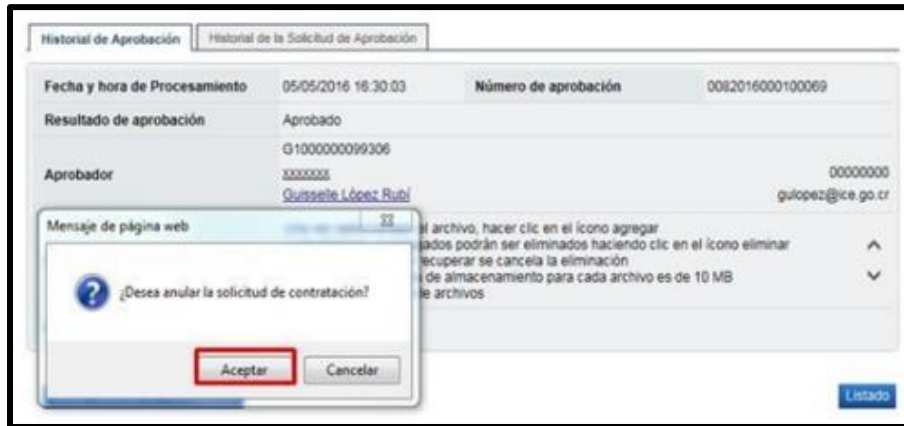 Historial de Aprobación Historial de la Solicitud de Aprobación
Fecha y hora de Procesamiento 05/05/2016 16:30:03 Número de aprobación 0082016000100069
Resultado de aprobación Aprobado
G1000000099306
Aprobador xxxxxxx 00000000
Guisselle López Rubí gulopez@ice.go.cr
Mensaje de página web
el archivo, hacer clic en el ícono agregar
podrán ser eliminados haciendo clic en el ícono eliminar
recuperar se cancela la eliminación
de almacenamiento para cada archivo es de 10 MB
de archivos
¿Desea anular la solicitud de contratación?
Aceptar Cancelar
Listado